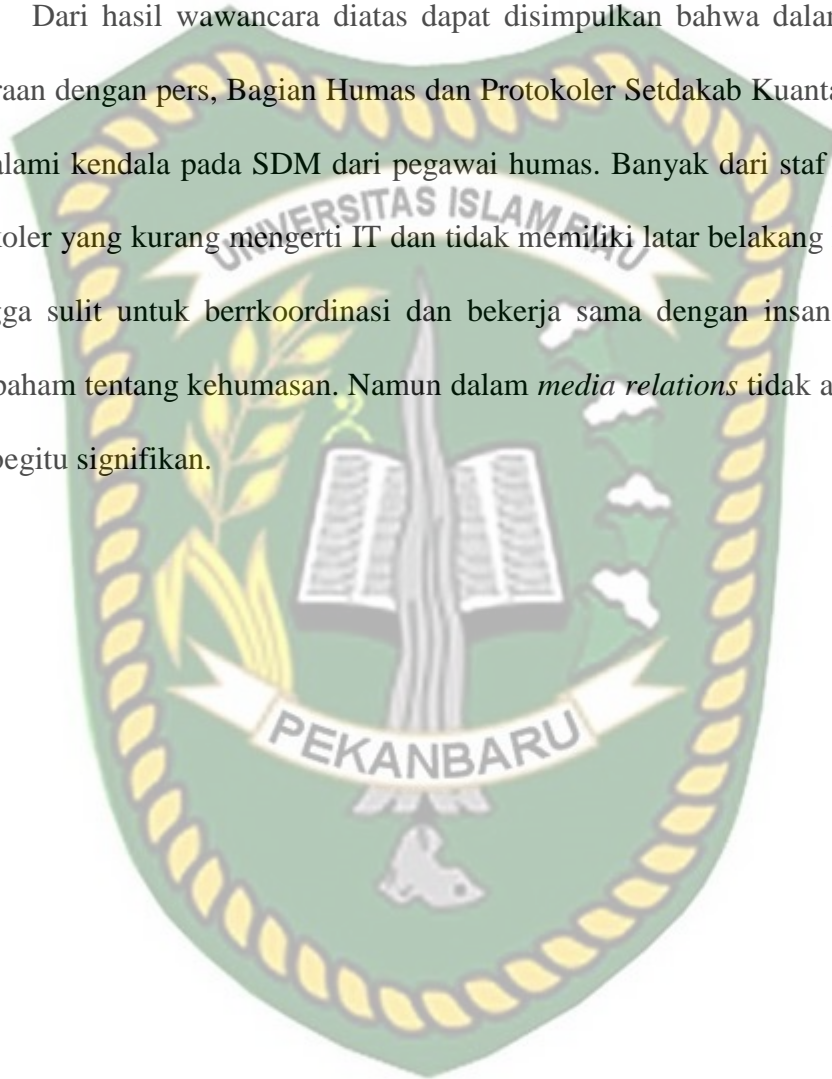 Dari hasil wawancara diatas dapat disimpulkan bahwa dalam
raan dengan pers, Bagian Humas dan Protokoler Setdakab Kuanta
alami kendala pada SDM dari pegawai humas. Banyak dari staf
koler yang kurang mengerti IT dan tidak memiliki latar belakang
gga sulit untuk berrkoordinasi dan bekerja sama dengan insan
paham tentang kehumasan. Namun dalam media relations tidak a
begitu signifikan.
UNIVERSITAS ISLAM RIAU
PEKANBARU